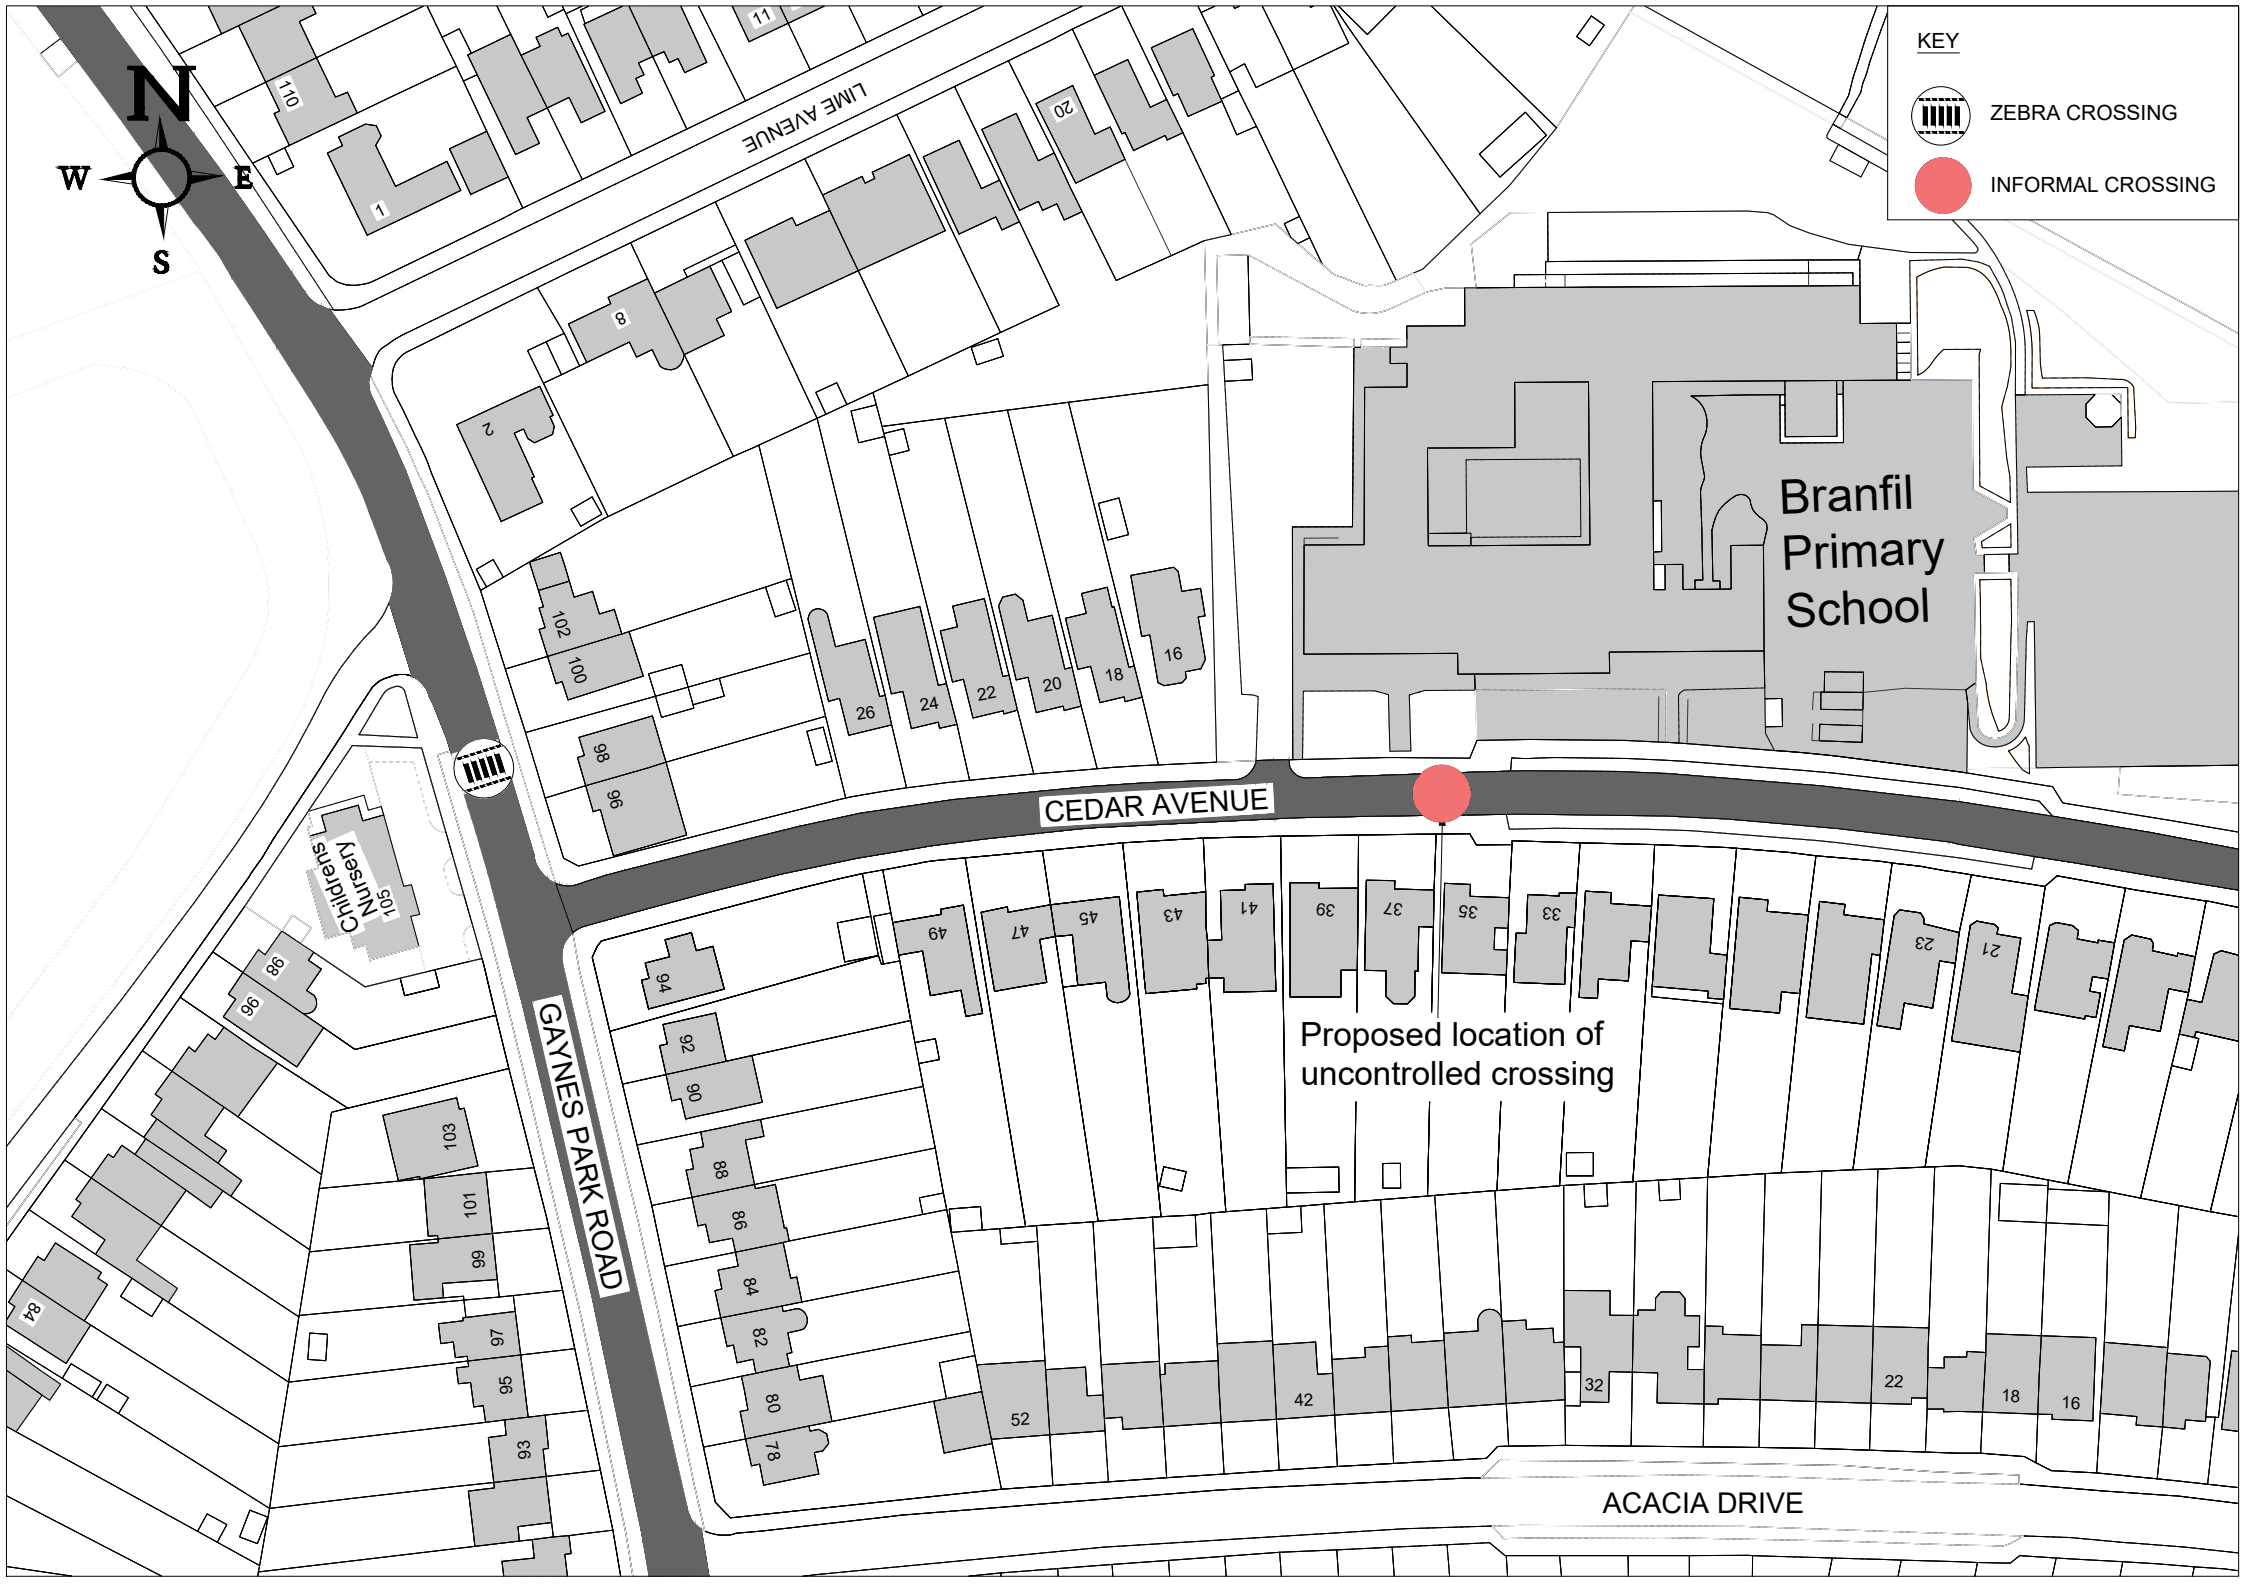 KEY
ZEBRA CROSSING
INFORMAL CROSSING
N
W
E
S
11
110
LIME AVENUE
20
1
8
2
Branfil
Primary
School
102
100
98
96
26
24
22
20
18
16
CEDAR AVENUE
Childrens
Nursery
105
98
96
84
94
92
90
88
86
84
82
80
78
49
47
45
43
41
39
37
35
33
23
21
Proposed location of
uncontrolled crossing
GAYNES PARK ROAD
103
101
99
97
95
93
52
42
32
22
18
16
ACACIA DRIVE